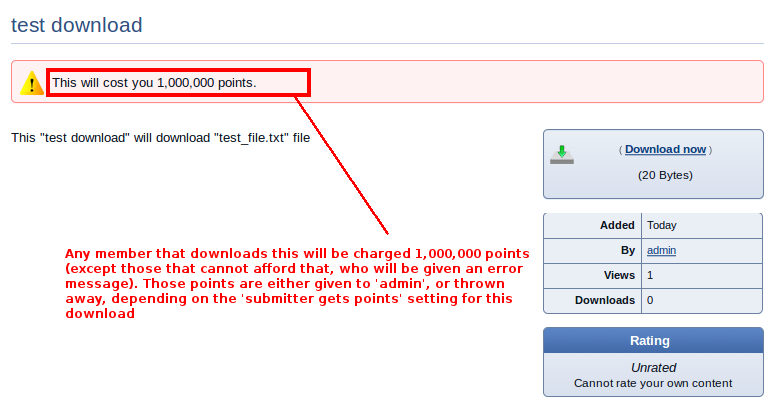 test download
This will cost you 1,000,000 points.
This "test download" will download "test_file.txt" file
( Download now )
(20 Bytes)
Any member that downloads this will be charged 1,000,000 points
(except those that cannot afford that, who will be given an error
message). Those points are either given to 'admin', or thrown
away, depending on the 'submitter gets points' setting for this
download
Added Today
By admin
Views 1
Downloads 0
Rating
Unrated
Cannot rate your own content